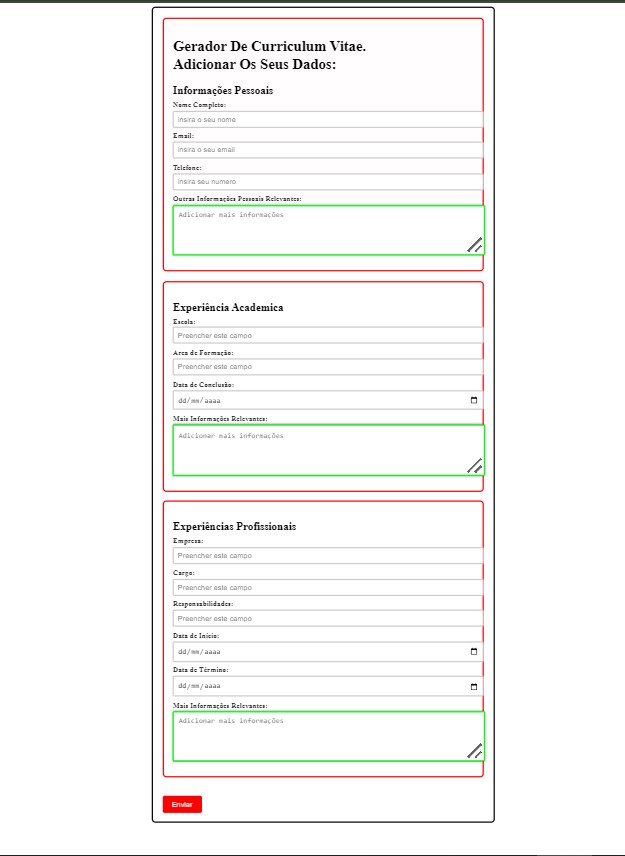 Gerador De Curriculum Vitae.
Adicionar Os Seus Dados:
Informações Pessoais
Nome Completo:
insira o seu nome
Email:
insira o seu email
Telefone:
insira seu numero
Outras Informações Pessoais Relevantes:
Adicionar mais informações
Experiência Academica
Escola:
Preencher este campo
Area de Formação:
Preencher este campo
Data de Conclusão:
dd/mm/aaaa
Mais Informações Relevantes:
Adicionar mais informações
Experiências Profissionais
Empresa:
Preencher este campo
Cargo:
Preencher este campo
Responsabilidades:
Preencher este campo
Data de Início:
dd/mm/aaaa
Data de Término:
dd/mm/aaaa
Mais Informações Relevantes:
Adicionar mais informações
Enviar